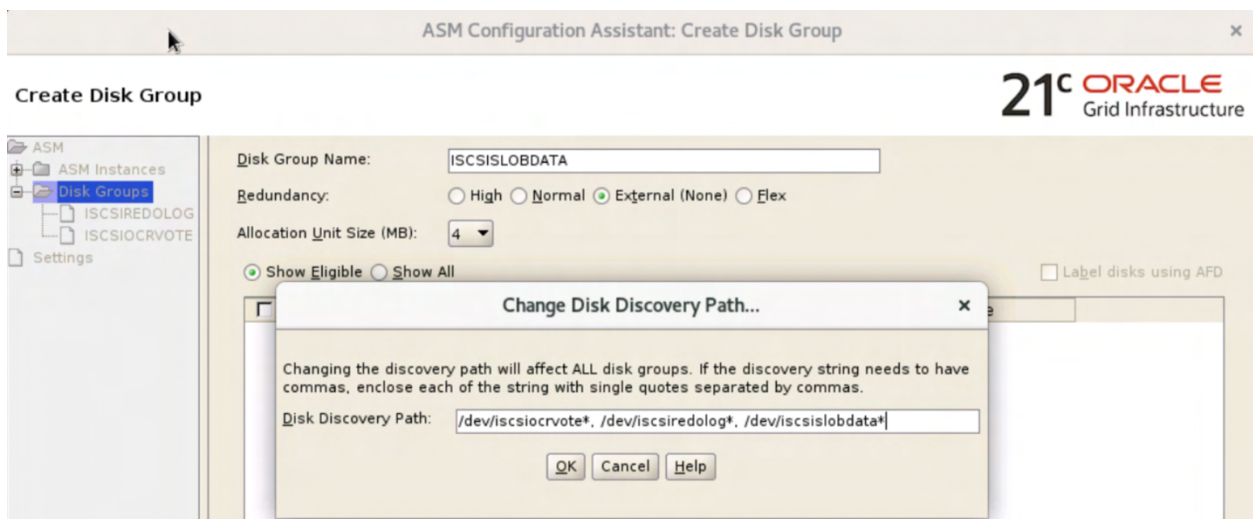 ASM Configuration Assistant: Create Disk Group ×
Create Disk Group
21c ORACLE
Grid Infrastructure
ASM
ASM Instances
Disk Groups
ISCSIREDOLOG
ISCSIOCRVOTE
Settings
Disk Group Name: ISCSISLOBDATA
Redundancy: High Normal External (None) Flex
Allocation Unit Size (MB): 4
Show Eligible Show All Label disks using AFD
Change Disk Discovery Path... ×
Changing the discovery path will affect ALL disk groups. If the discovery string needs to have
commas, enclose each of the string with single quotes separated by commas.
Disk Discovery Path: /dev/iscsiocrvote*, /dev/iscsiredolog*, /dev/iscsislobdata*
OK Cancel Help